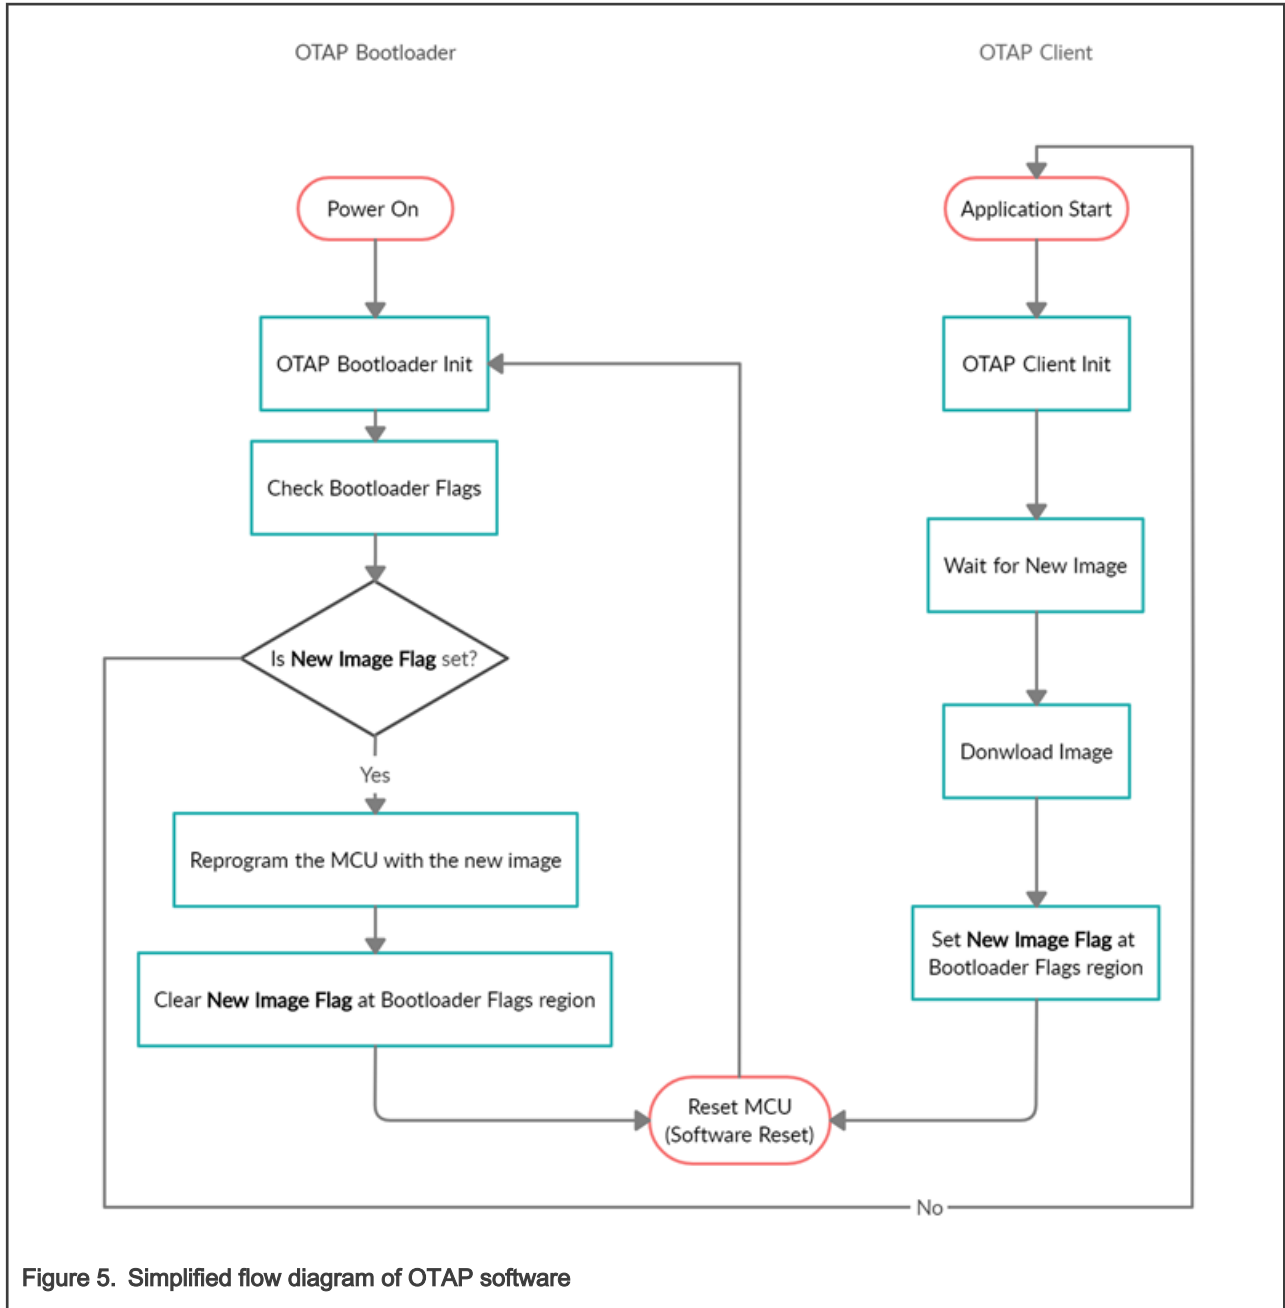 OTAP Bootloader
OTAP Client
Power On
Application Start
OTAP Bootloader Init
OTAP Client Init
Check Bootloader Flags
Wait for New Image
Is New Image Flag set?
Donwload Image
Yes
Reprogram the MCU with the new image
Set New Image Flag at
Bootloader Flags region
Clear New Image Flag at Bootloader Flags region
Reset MCU
(Software Reset)
No
Figure 5. Simplified flow diagram of OTAP software